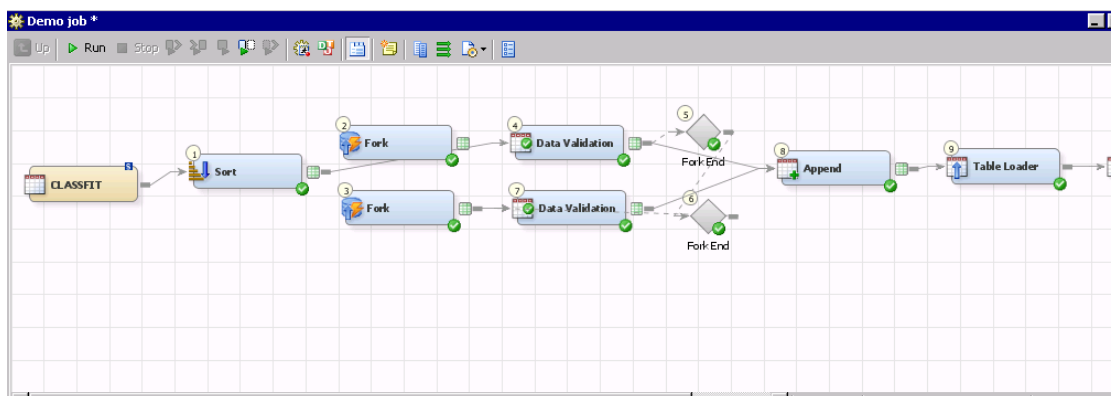 Demo job *
Up Run Stop
CLASSFIT
1
Sort
2
Fork
3
Fork
4
Data Validation
7
Data Validation
5
Fork End
6
Fork End
8
Append
9
Table Loader